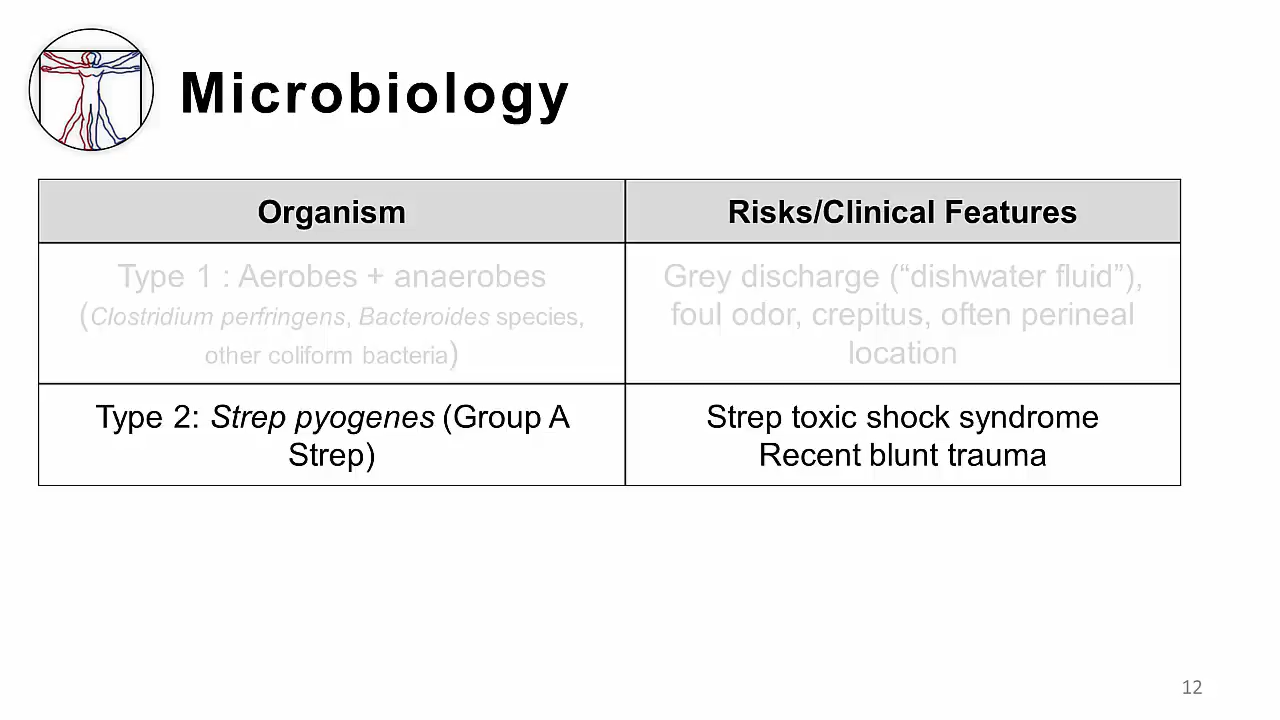 Microbiology
Organism
Risks/Clinical Features
Type 1 : Aerobes + anaerobes
(Clostridium perfringens, Bacteroides species,
other coliform bacteria)
Grey discharge (“dishwater fluid”),
foul odor, crepitus, often perineal
location
Type 2: Strep pyogenes (Group A
Strep)
Strep toxic shock syndrome
Recent blunt trauma
12